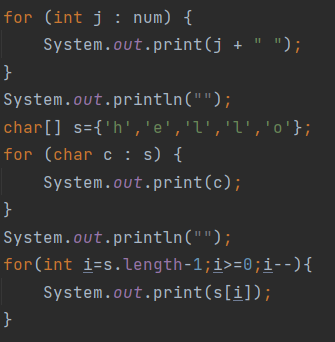 for (int j : num) {
    System.out.print(j + " ");
}
System.out.println("");
char[] s={'h','e','l','l','o'};
for (char c : s) {
    System.out.print(c);
}
System.out.println("");
for(int i=s.length-1;i>=0;i--){
    System.out.print(s[i]);
}